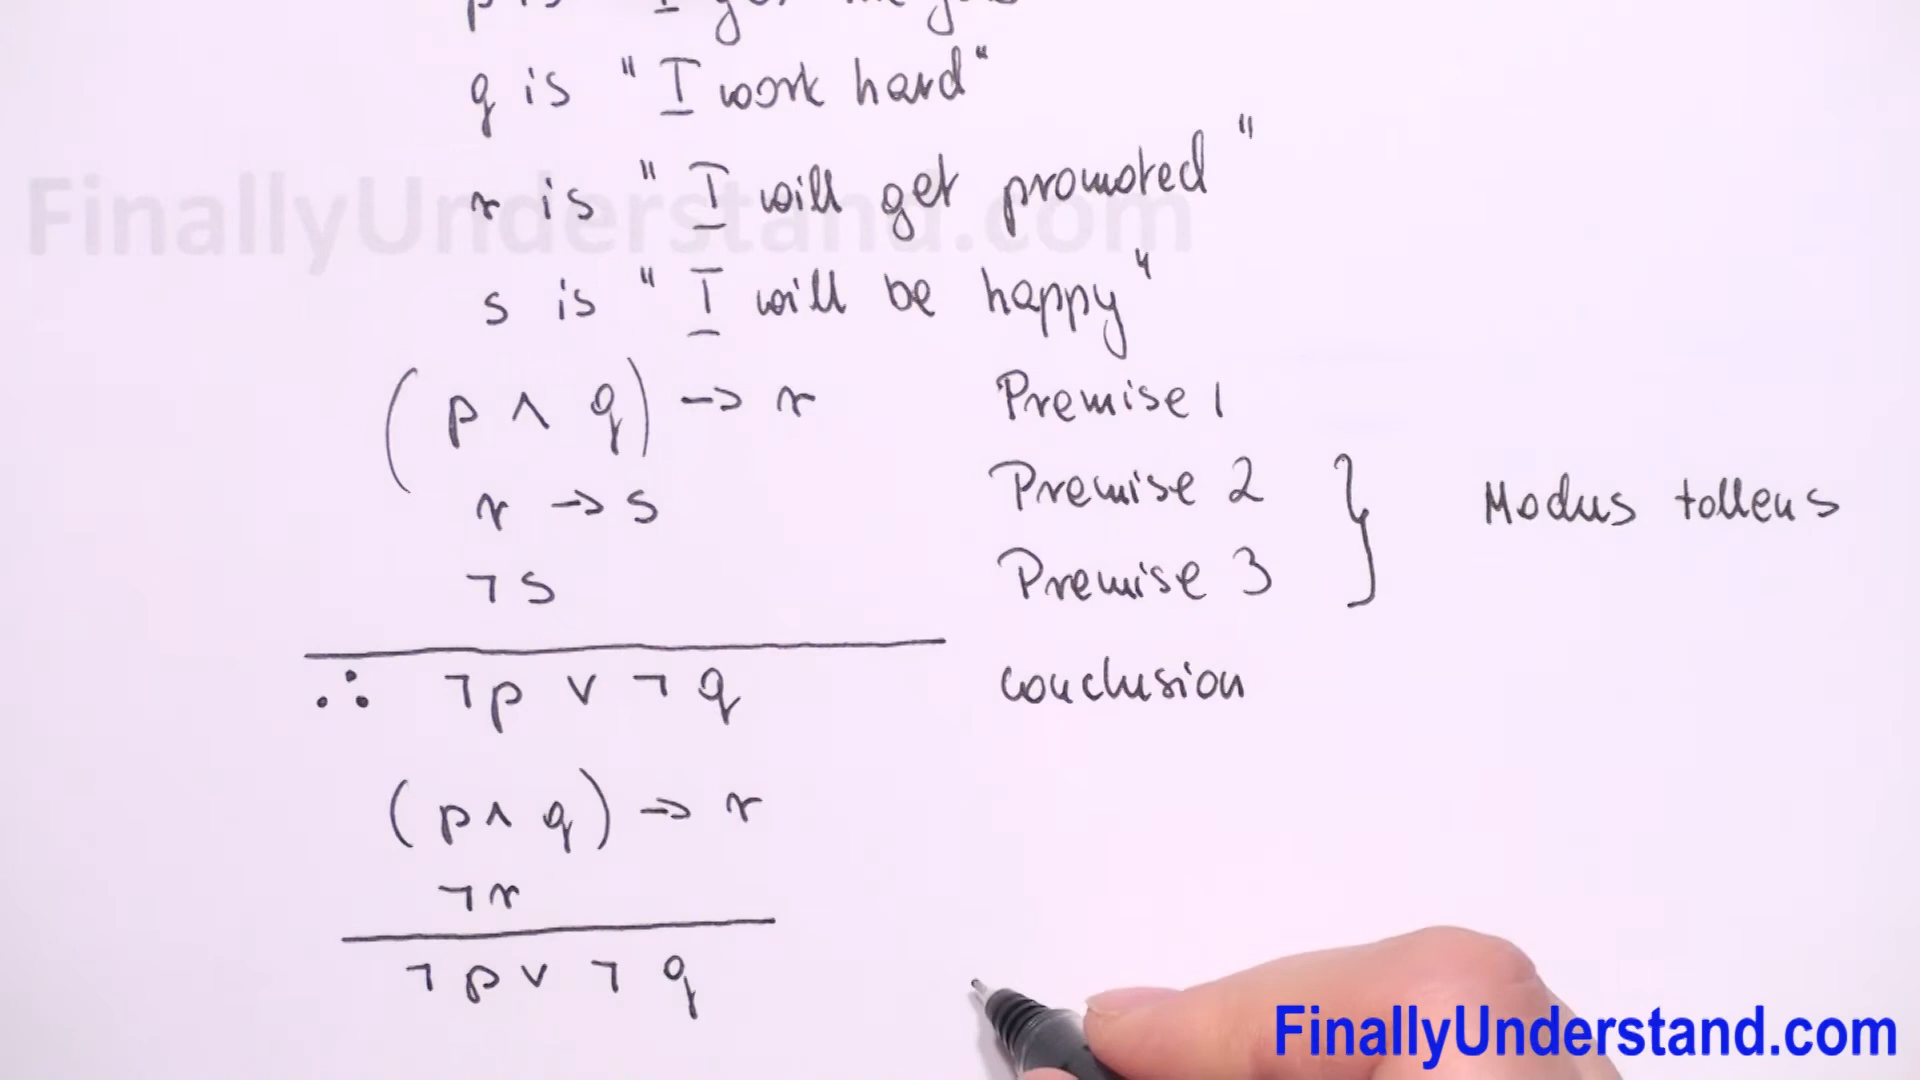 q is " I work hard "
r is " I will get promoted "
s is " I will be happy "
( p ∧ q ) → r Premise 1
r → s Premise 2
Modus tollens
¬ s Premise 3
∴ ¬ p ∨ ¬ q conclusion
( p ∧ q ) → r
¬ r
¬ p ∨ ¬ q
FinallyUnderstand.com
FinallyUnderstand.com